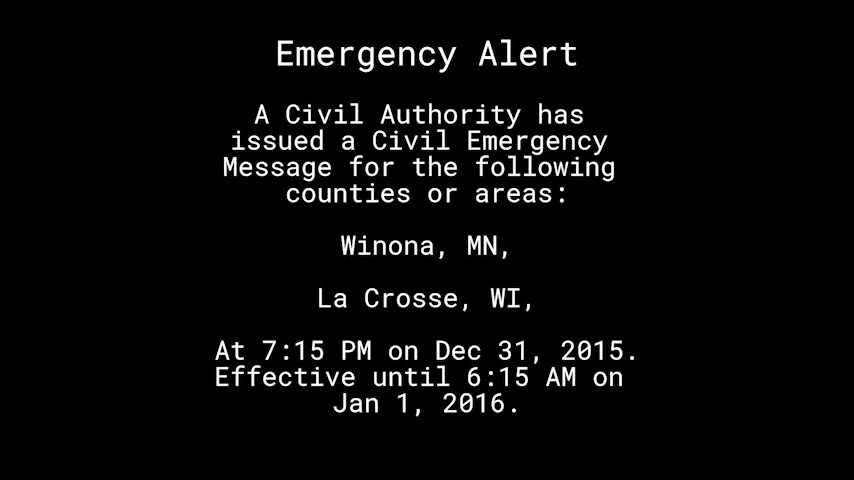 Emergency Alert
A Civil Authority has
issued a Civil Emergency
Message for the following
counties or areas:
Winona, MN,
La Crosse, WI,
At 7:15 PM on Dec 31, 2015.
Effective until 6:15 AM on
Jan 1, 2016.